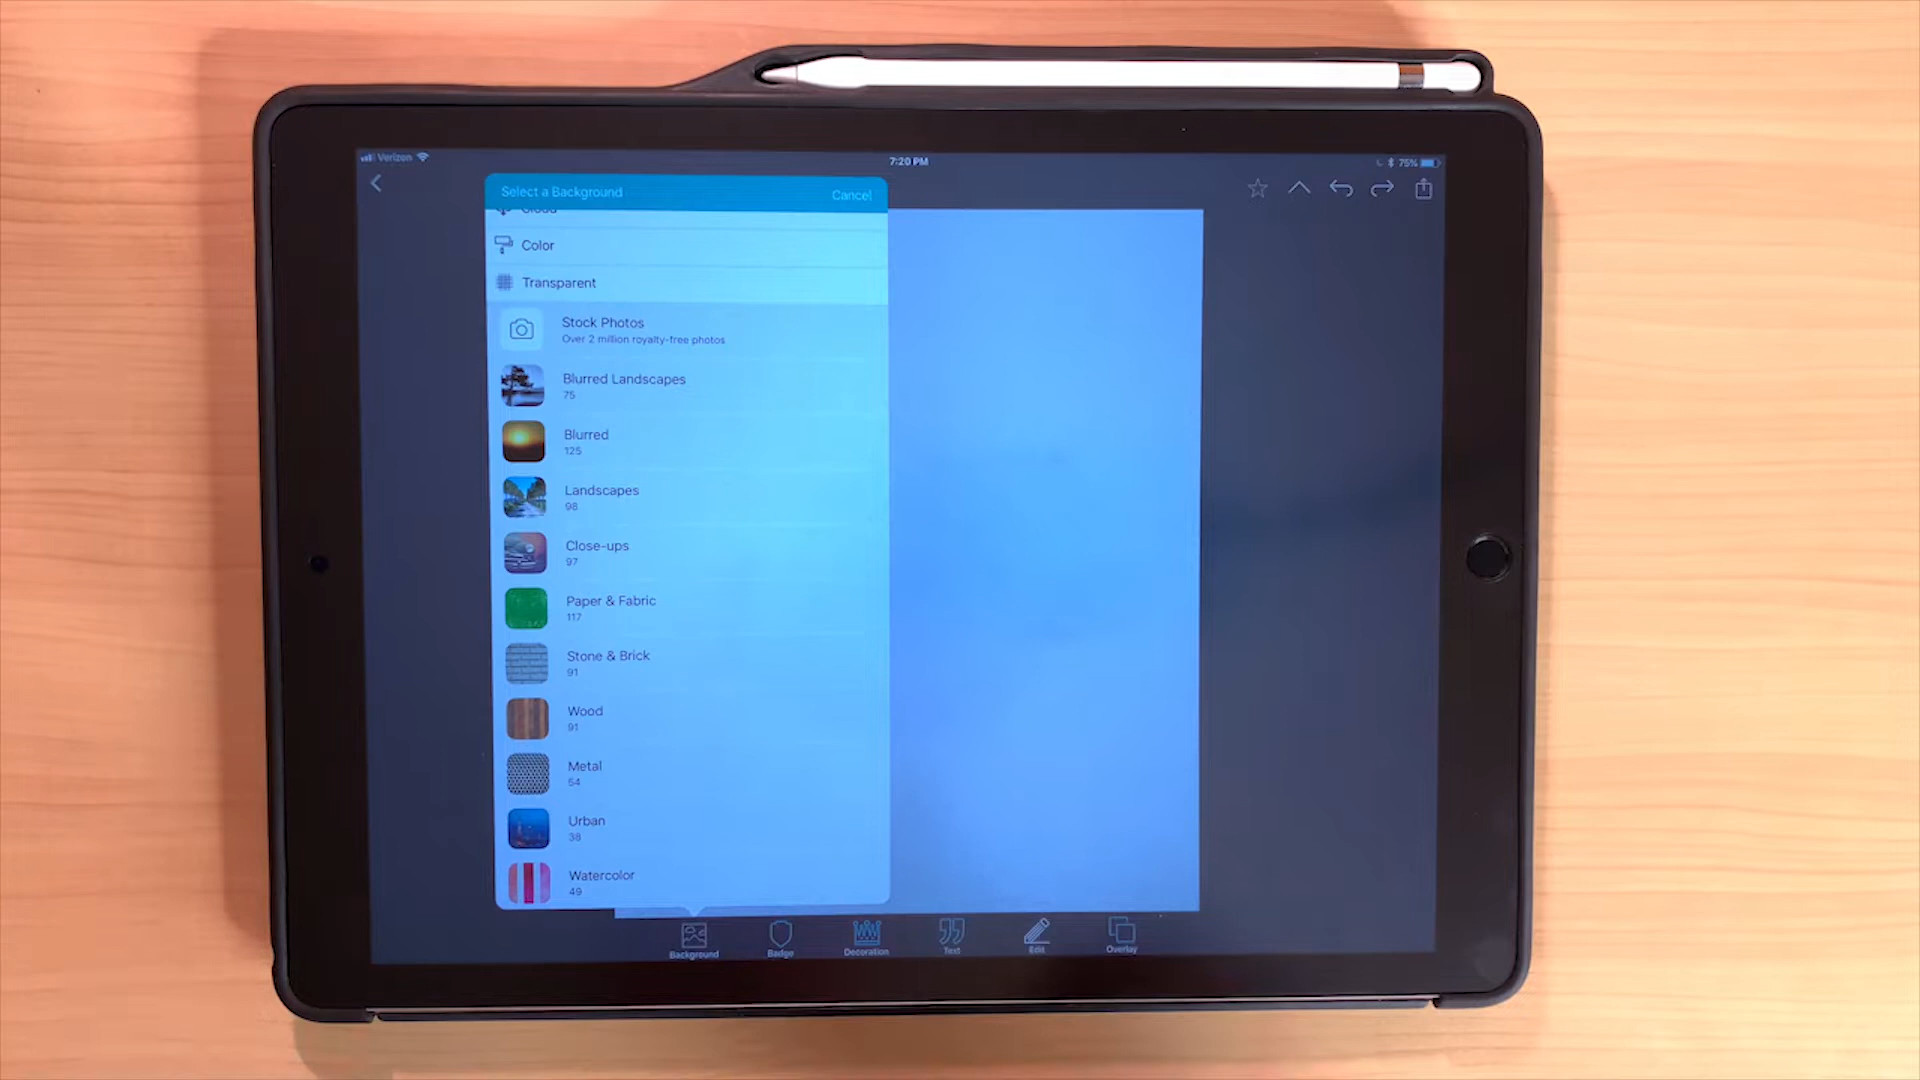 Verizon
7:20 PM
75%
Select a Background
Cancel
Cloud
Color
Transparent
Stock Photos
Over 2 million royalty-free photos
Blurred Landscapes
75
Blurred
125
Landscapes
98
Close-ups
97
Paper & Fabric
117
Stone & Brick
91
Wood
91
Metal
54
Urban
38
Watercolor
49
Background
Badge
Decoration
Text
Edit
Overlay